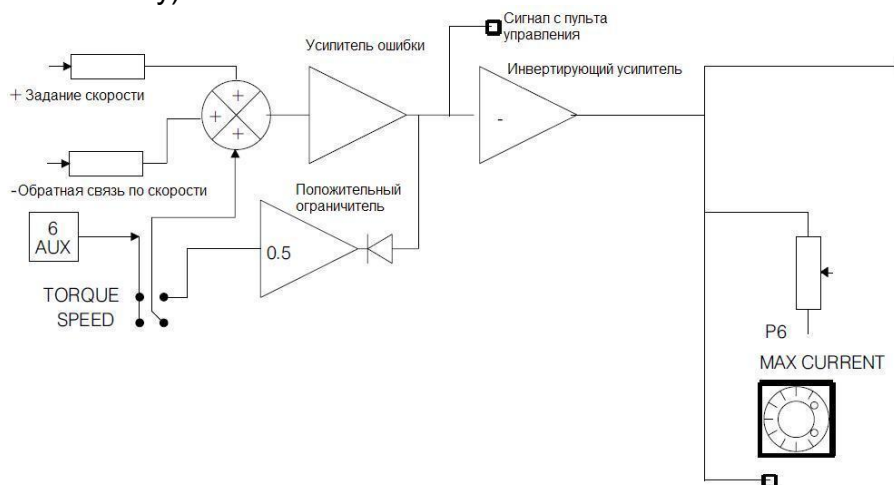 у)
Сигнал с пульта
управления
Усилитель ошибки
Инвертирующий усилитель
+
+
+
+ Задание скорости
-
-Обратная связь по скорости
Положительный
ограничитель
6
AUX
0.5
TORQUE
SPEED
P6
MAX CURRENT